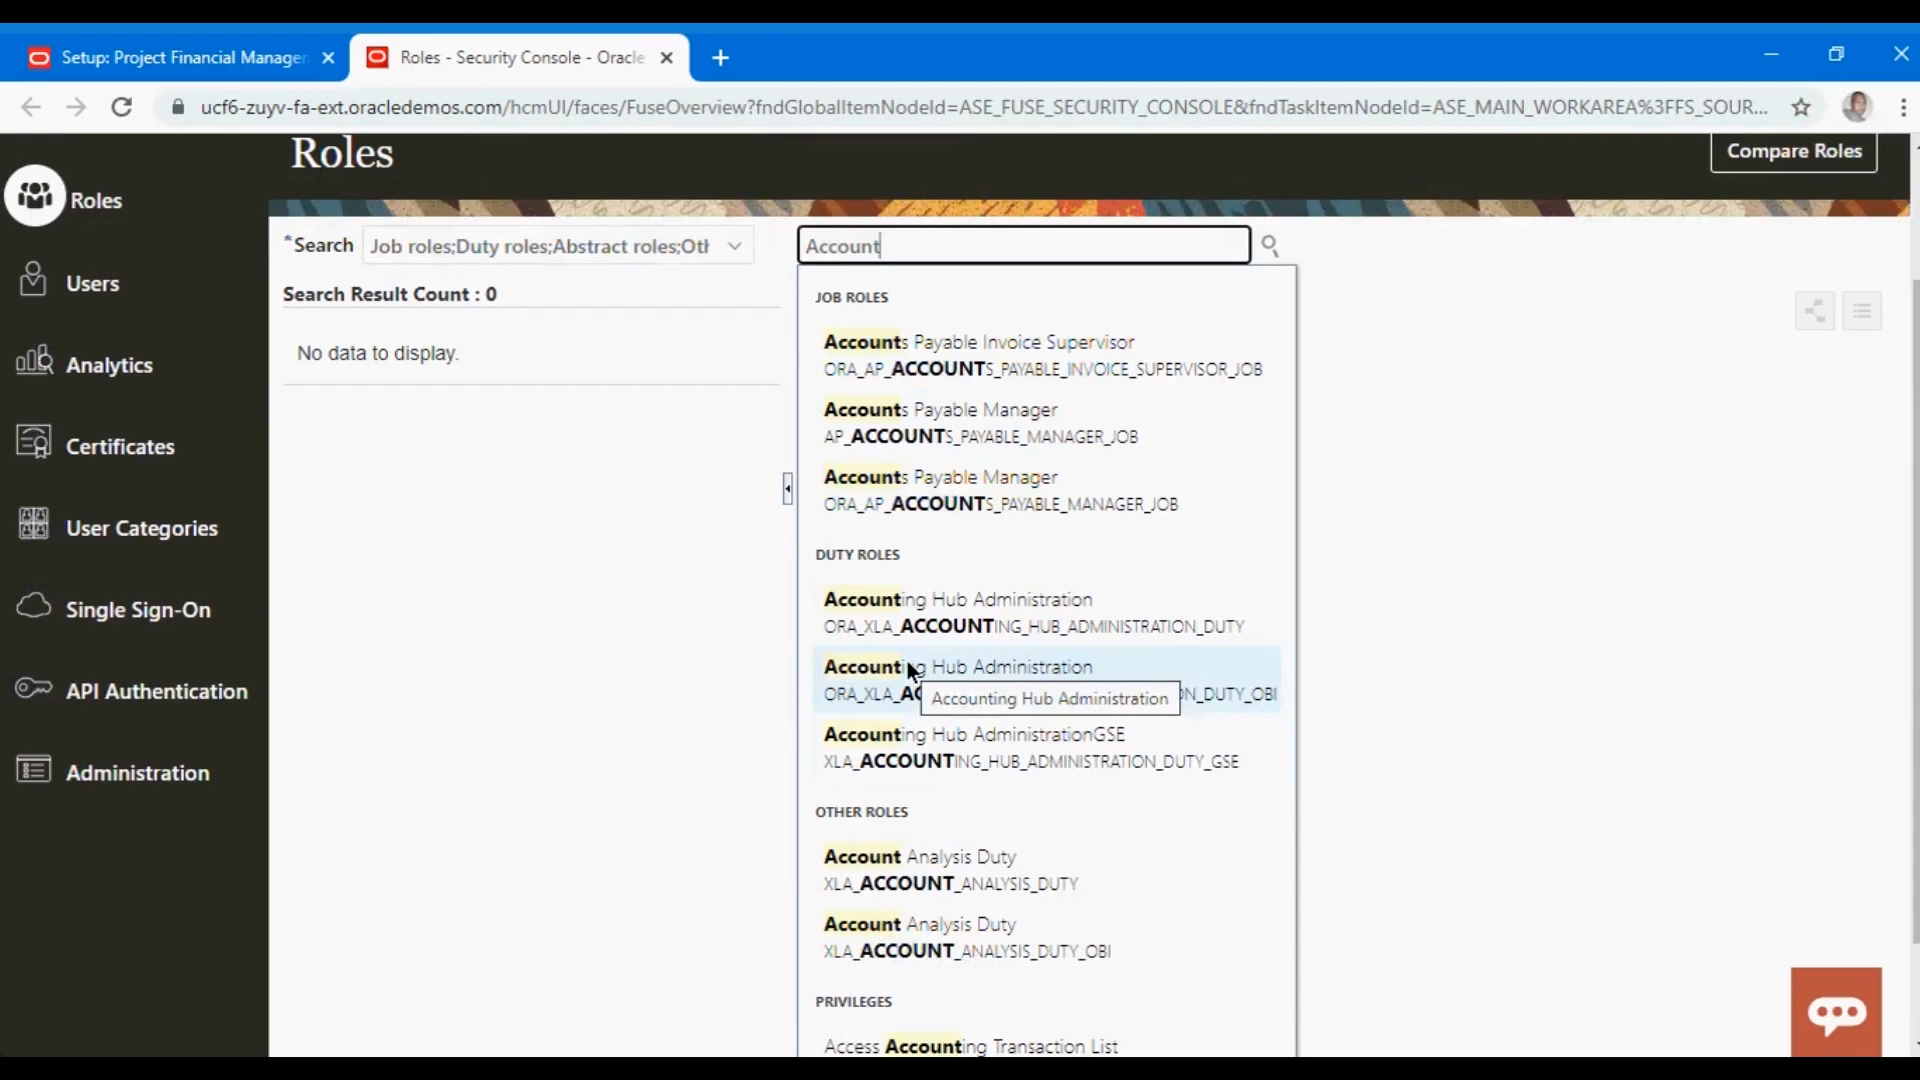 Setup: Project Financial Manager
Roles - Security Console - Oracle
ucf6-zuyv-fa-ext.oracledemos.com/hcmUI/faces/FuseOverview?fndGlobalItemNodeId=ASE_FUSE_SECURITY_CONSOLE&fndTaskItemNodeId=ASE_MAIN_WORKAREA%3FFS_SOUR...
Roles
Compare Roles
Roles
Users
Analytics
Certificates
User Categories
Single Sign-On
API Authentication
Administration
*Search
Job roles;Duty roles;Abstract roles;Oth
Account
Search Result Count : 0
No data to display.
JOB ROLES
Accounts Payable Invoice Supervisor
ORA_AP_ACCOUNTS_PAYABLE_INVOICE_SUPERVISOR_JOB
Accounts Payable Manager
AP_ACCOUNTS_PAYABLE_MANAGER_JOB
Accounts Payable Manager
ORA_AP_ACCOUNTS_PAYABLE_MANAGER_JOB
DUTY ROLES
Accounting Hub Administration
ORA_XLA_ACCOUNTING_HUB_ADMINISTRATION_DUTY
Accounting Hub Administration
ORA_XLA_AC
Accounting Hub Administration
N_DUTY_OBI
Accounting Hub AdministrationGSE
XLA_ACCOUNTING_HUB_ADMINISTRATION_DUTY_GSE
OTHER ROLES
Account Analysis Duty
XLA_ACCOUNT_ANALYSIS_DUTY
Account Analysis Duty
XLA_ACCOUNT_ANALYSIS_DUTY_OBI
PRIVILEGES
Access Accounting Transaction List